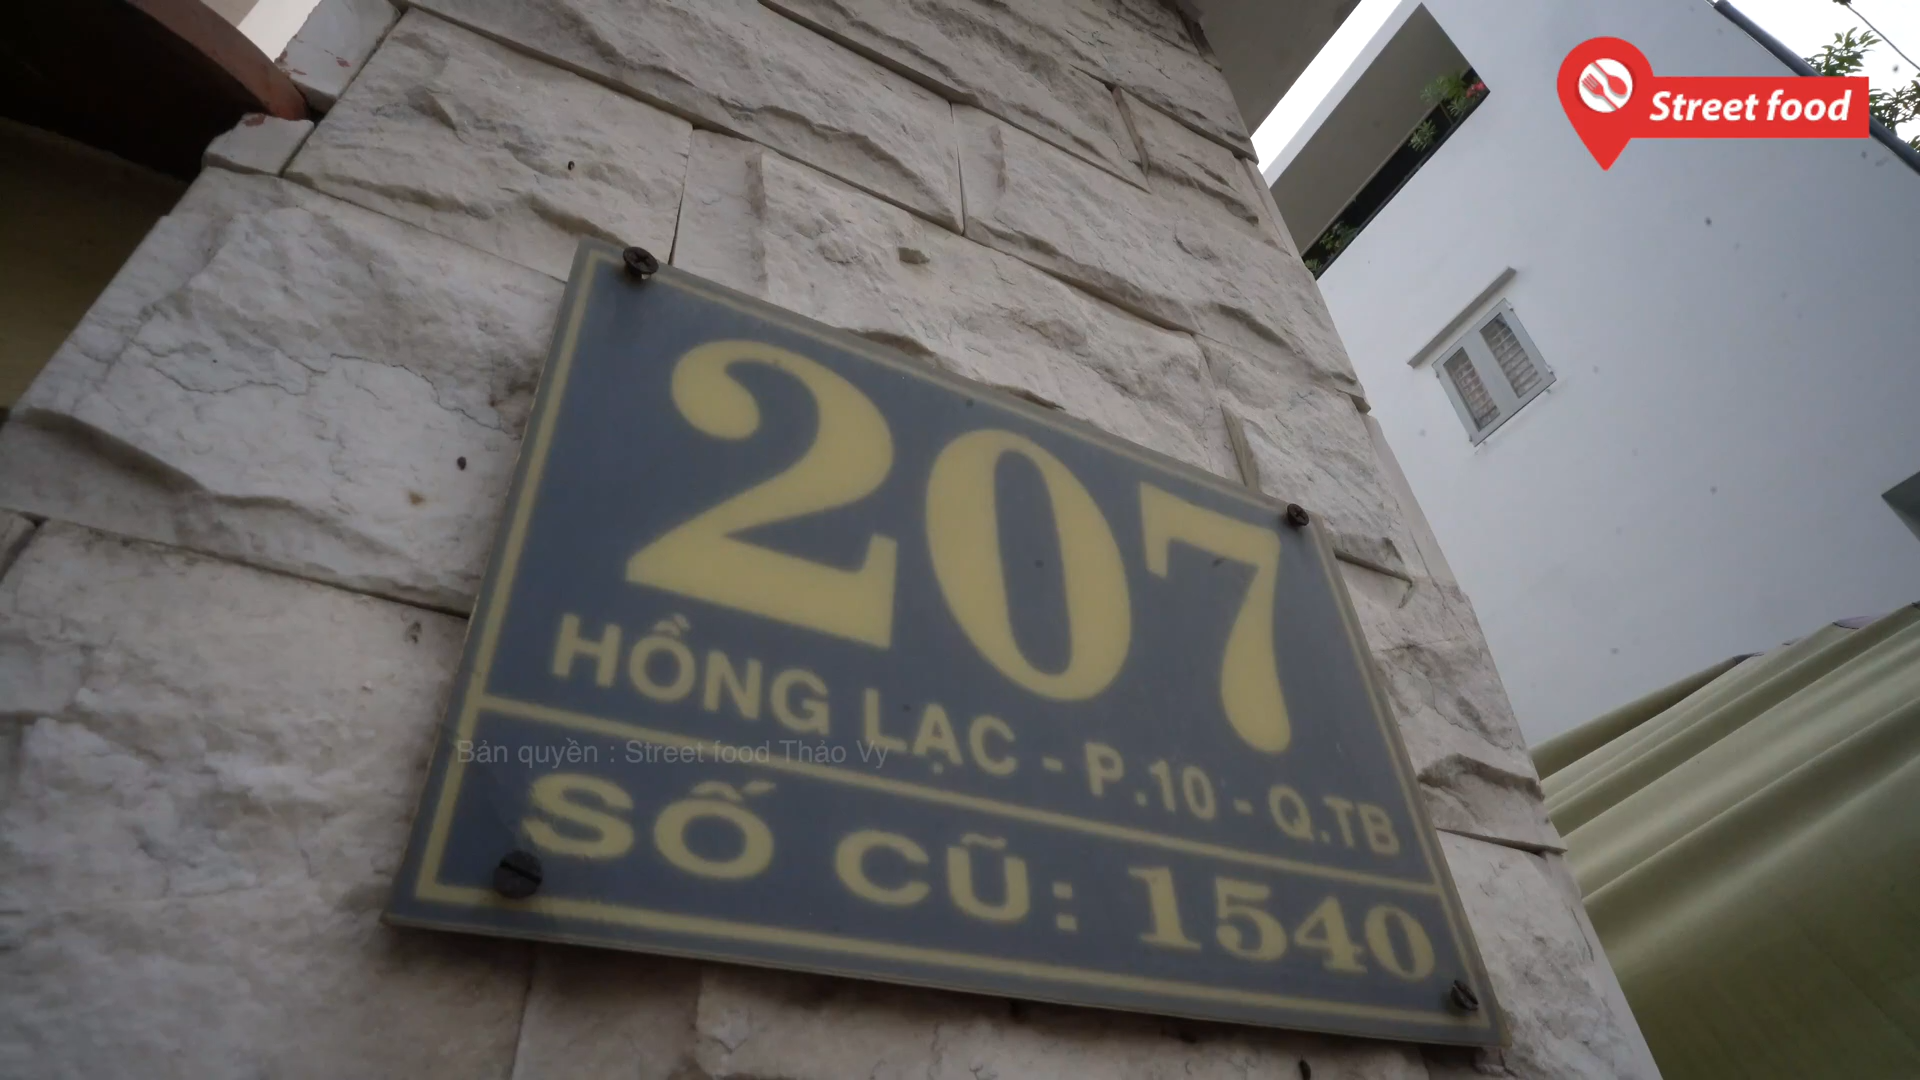 Street food
207
HỒNG LẠC - P.10 - Q.TB
Bản quyền : Street food Thảo Vy
SỐ CŨ: 1540